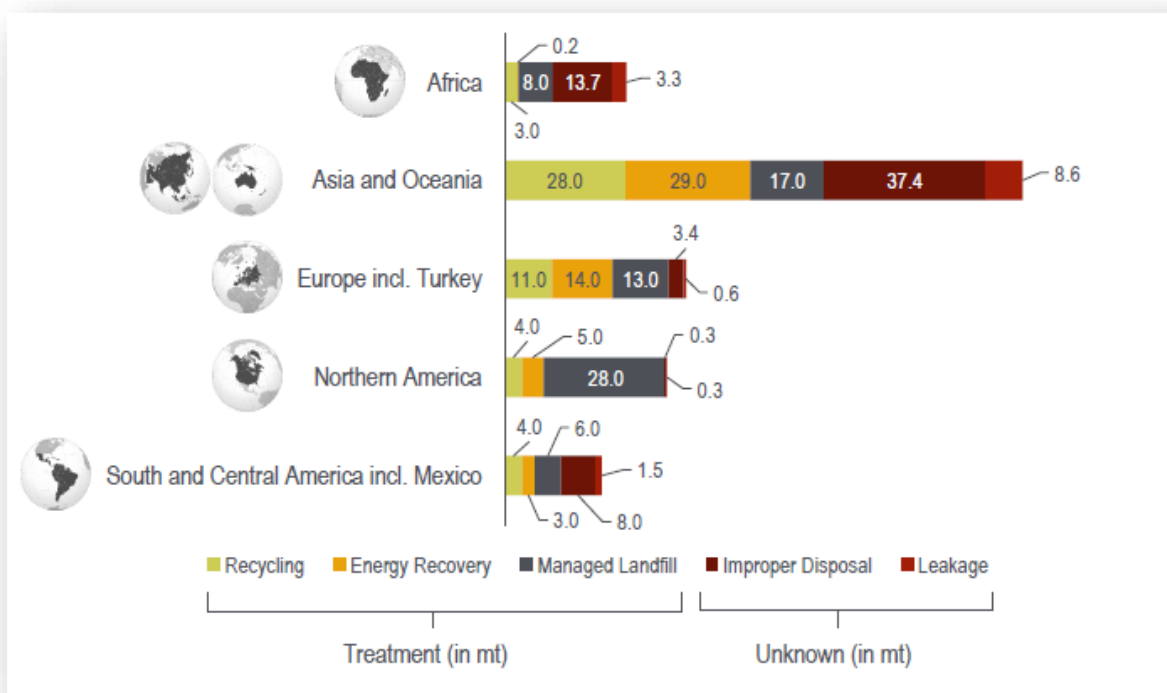 0.2
Africa 8.0 13.7 3.3
3.0
Asia and Oceania 28.0 29.0 17.0 37.4 8.6
3.4
Europe incl. Turkey 11.0 14.0 13.0 0.6
4.0 5.0 0.3
Northern America 28.0 0.3
4.0 6.0
South and Central America incl. Mexico 1.5
3.0 8.0
Recycling Energy Recovery Managed Landfill Improper Disposal Leakage
Treatment (in mt) Unknown (in mt)